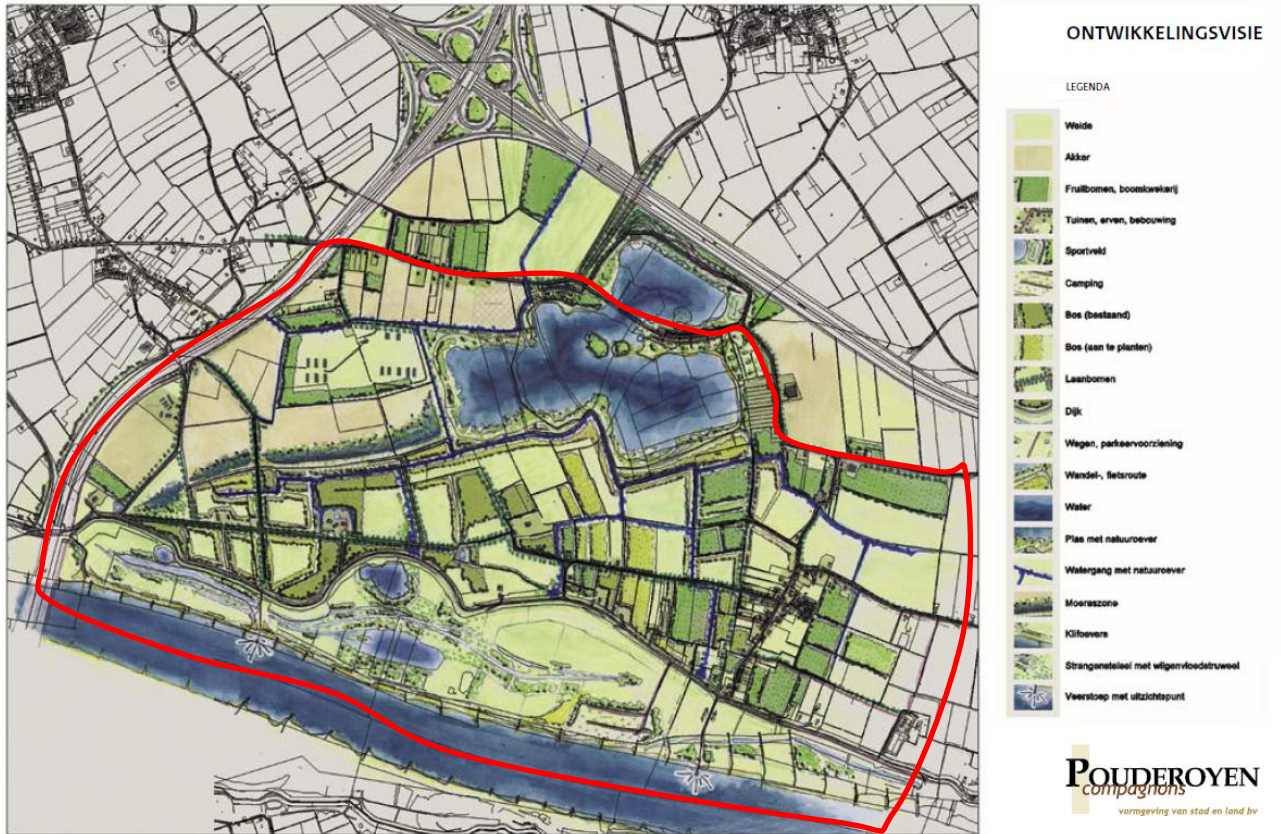 ONTWIKKELINGSVISIE
LEGENDA
Weide
Akker
Fruitbomen, boomkwekerij
Tuinen, erven, bebouwing
Sportveld
Camping
Bos (bestaand)
Bos (aan te planten)
Laanbomen
Dijk
Wegen, parkeervoorziening
Wandel-, fietsroute
Water
Plas met natuuroever
Watergang met natuuroever
Moeraszone
Klifoevers
Strangenstelsel met wilgenvloedstruweel
Veerstoep met uitzichtspunt
POUDEROYEN
compagnons
vormgeving van stad en land bv